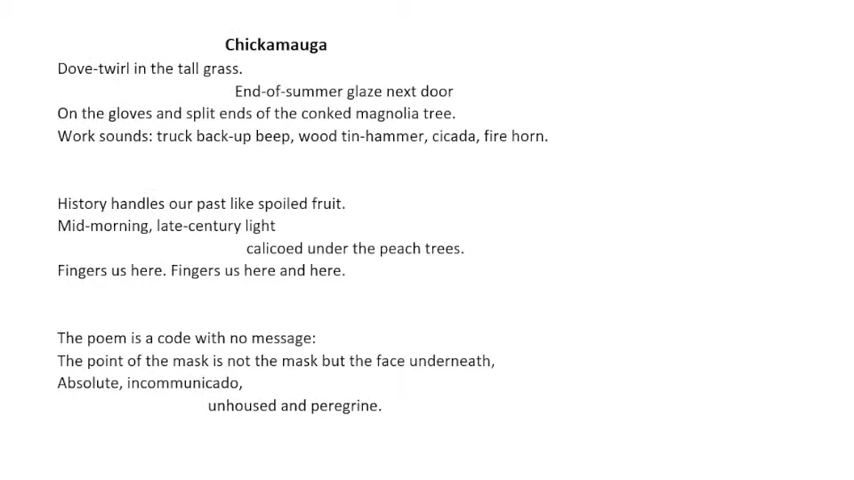 Chickamauga
Dove-twirl in the tall grass.
End-of-summer glaze next door
On the gloves and split ends of the conked magnolia tree.
Work sounds: truck back-up beep, wood tin-hammer, cicada, fire horn.
History handles our past like spoiled fruit.
Mid-morning, late-century light
calicoed under the peach trees.
Fingers us here. Fingers us here and here.
The poem is a code with no message:
The point of the mask is not the mask but the face underneath,
Absolute, incommunicado,
unhoused and peregrine.